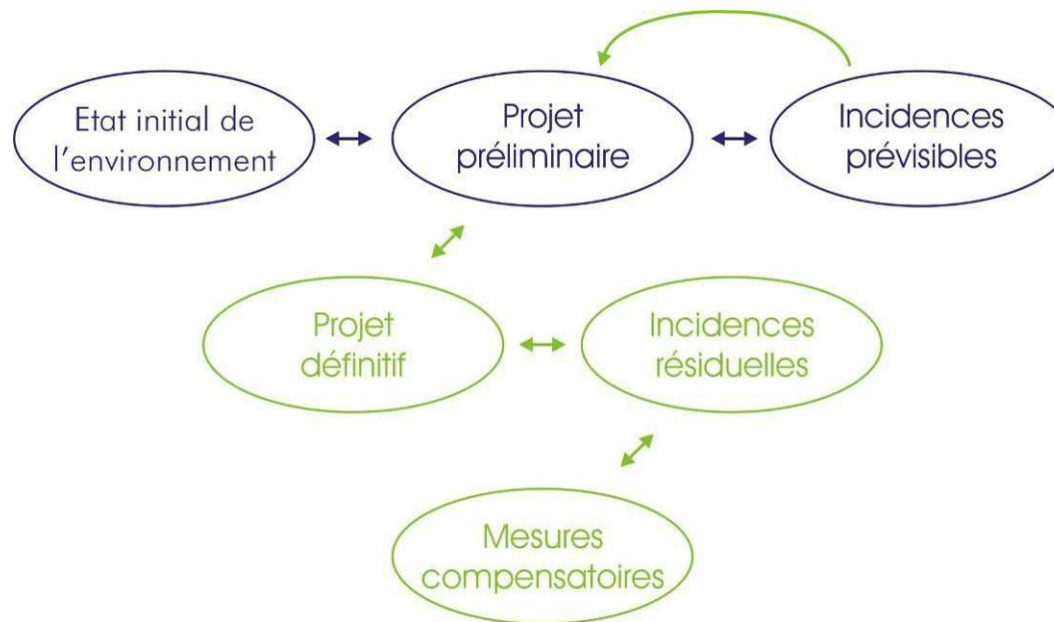 Etat initial de
l'environnement
Projet
préliminaire
Incidences
prévisibles
Projet
définitif
Incidences
résiduelles
Mesures
compensatoires